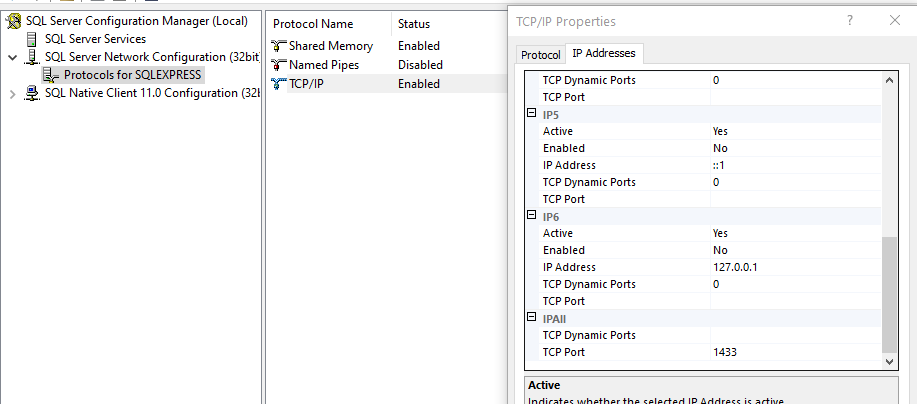 SQL Server Configuration Manager (Local)
SQL Server Services
SQL Server Network Configuration (32bit
Protocols for SQLEXPRESS
SQL Native Client 11.0 Configuration (32
Protocol Name Status
Shared Memory Enabled
Named Pipes Disabled
TCP/IP Enabled
TCP/IP Properties ?
Protocol IP Addresses
TCP Dynamic Ports 0
TCP Port
IP5
Active Yes
Enabled No
IP Address ::1
TCP Dynamic Ports 0
TCP Port
IP6
Active Yes
Enabled No
IP Address 127.0.0.1
TCP Dynamic Ports 0
TCP Port
IPAll
TCP Dynamic Ports
TCP Port 1433
Active
Indicates whether the selected IP Address is active.